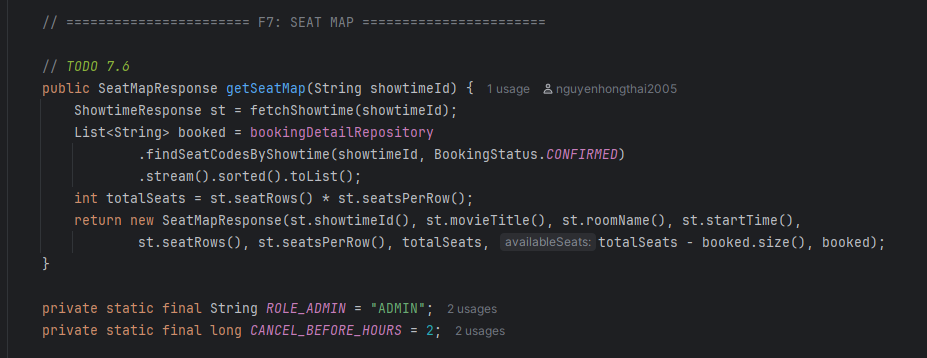 // ======================= F7: SEAT MAP =======================
// TODO 7.6
public SeatMapResponse getSeatMap(String showtimeId) { 1 usage nguyenhongthai2005
ShowtimeResponse st = fetchShowtime(showtimeId);
List<String> booked = bookingDetailRepository
.findSeatCodesByShowtime(showtimeId, BookingStatus.CONFIRMED)
.stream().sorted().toList();
int totalSeats = st.seatRows() * st.seatsPerRow();
return new SeatMapResponse(st.showtimeId(), st.movieTitle(), st.roomName(), st.startTime(),
st.seatRows(), st.seatsPerRow(), totalSeats, availableSeats: totalSeats - booked.size(), booked);
}
private static final String ROLE_ADMIN = "ADMIN"; 2 usages
private static final long CANCEL_BEFORE_HOURS = 2; 2 usages